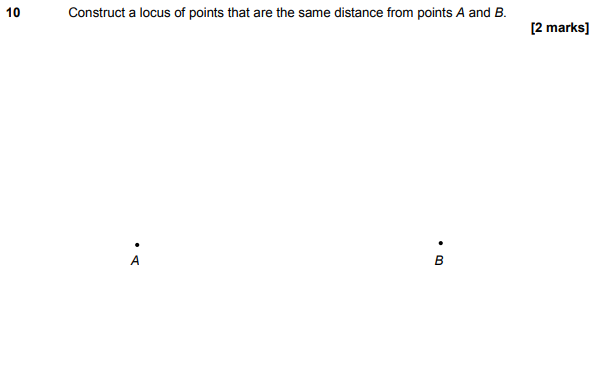 10 Construct a locus of points that are the same distance from points A and B.
[2 marks]
A B